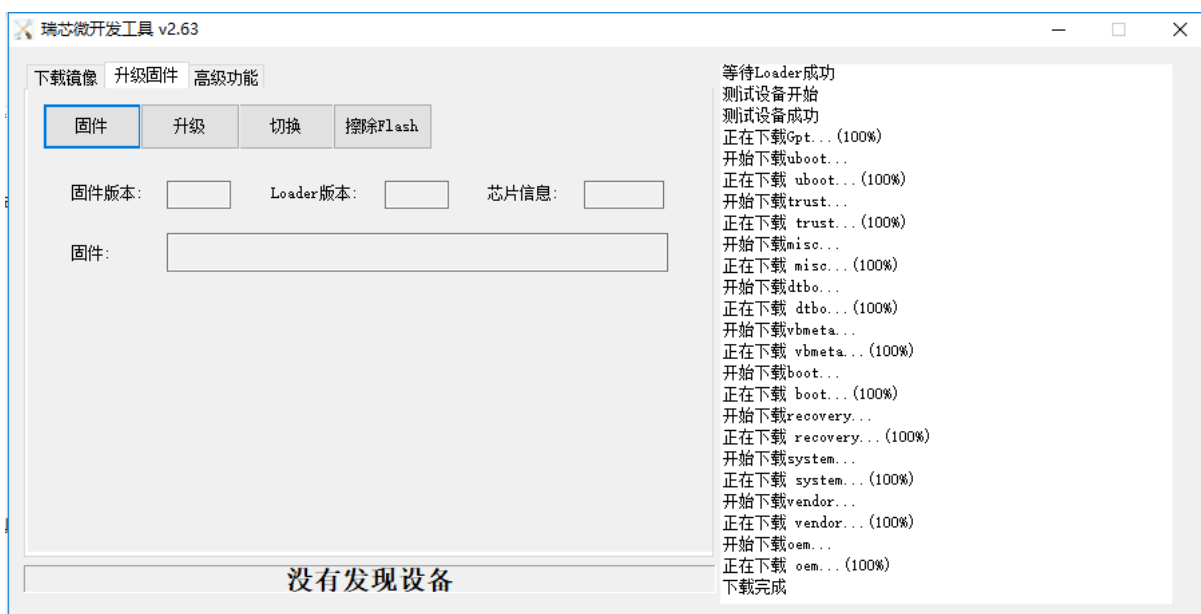 瑞芯微开发工具 v2.63
下载镜像 升级固件 高级功能
固件 升级 切换 擦除Flash
固件版本: Loader版本: 芯片信息:
固件:
没有发现设备
等待Loader成功
测试设备开始
测试设备成功
正在下载Gpt...(100%)
开始下载uboot...
正在下载 uboot...(100%)
开始下载trust...
正在下载 trust...(100%)
开始下载misc...
正在下载 misc...(100%)
开始下载dtbo...
正在下载 dtbo...(100%)
开始下载vbmeta...
正在下载 vbmeta...(100%)
开始下载boot...
正在下载 boot...(100%)
开始下载recovery...
正在下载 recovery...(100%)
开始下载system...
正在下载 system...(100%)
开始下载vendor...
正在下载 vendor...(100%)
开始下载oem...
正在下载 oem...(100%)
下载完成